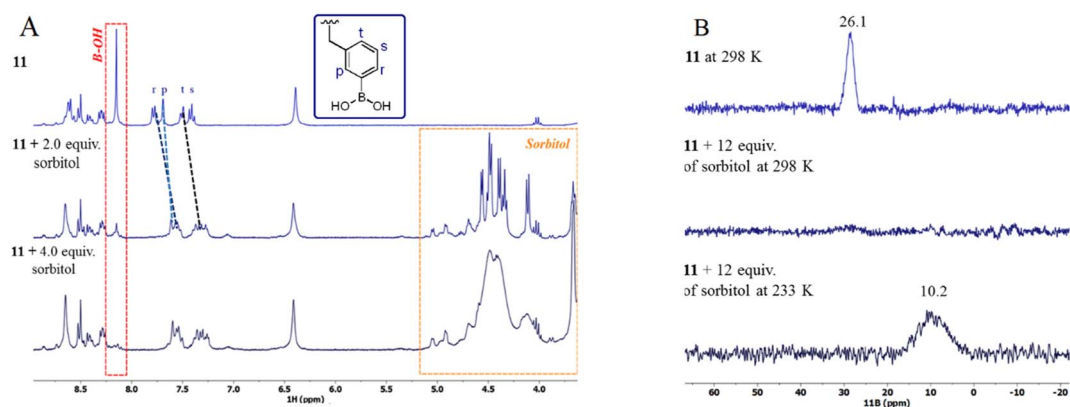 A
11
B-OH
t
s
p
r
B
HO
OH
r p t s
11 + 2.0 equiv.
sorbitol
Sorbitol
11 + 4.0 equiv.
sorbitol
8.5 8.0 7.5 7.0 6.5 6.0 5.5 5.0 4.5 4.0
1H (ppm)
B
26.1
11 at 298 K
11 + 12 equiv.
of sorbitol at 298 K
11 + 12 equiv.
of sorbitol at 233 K
10.2
60 50 40 30 20 10 0 -10 -20
11B (ppm)